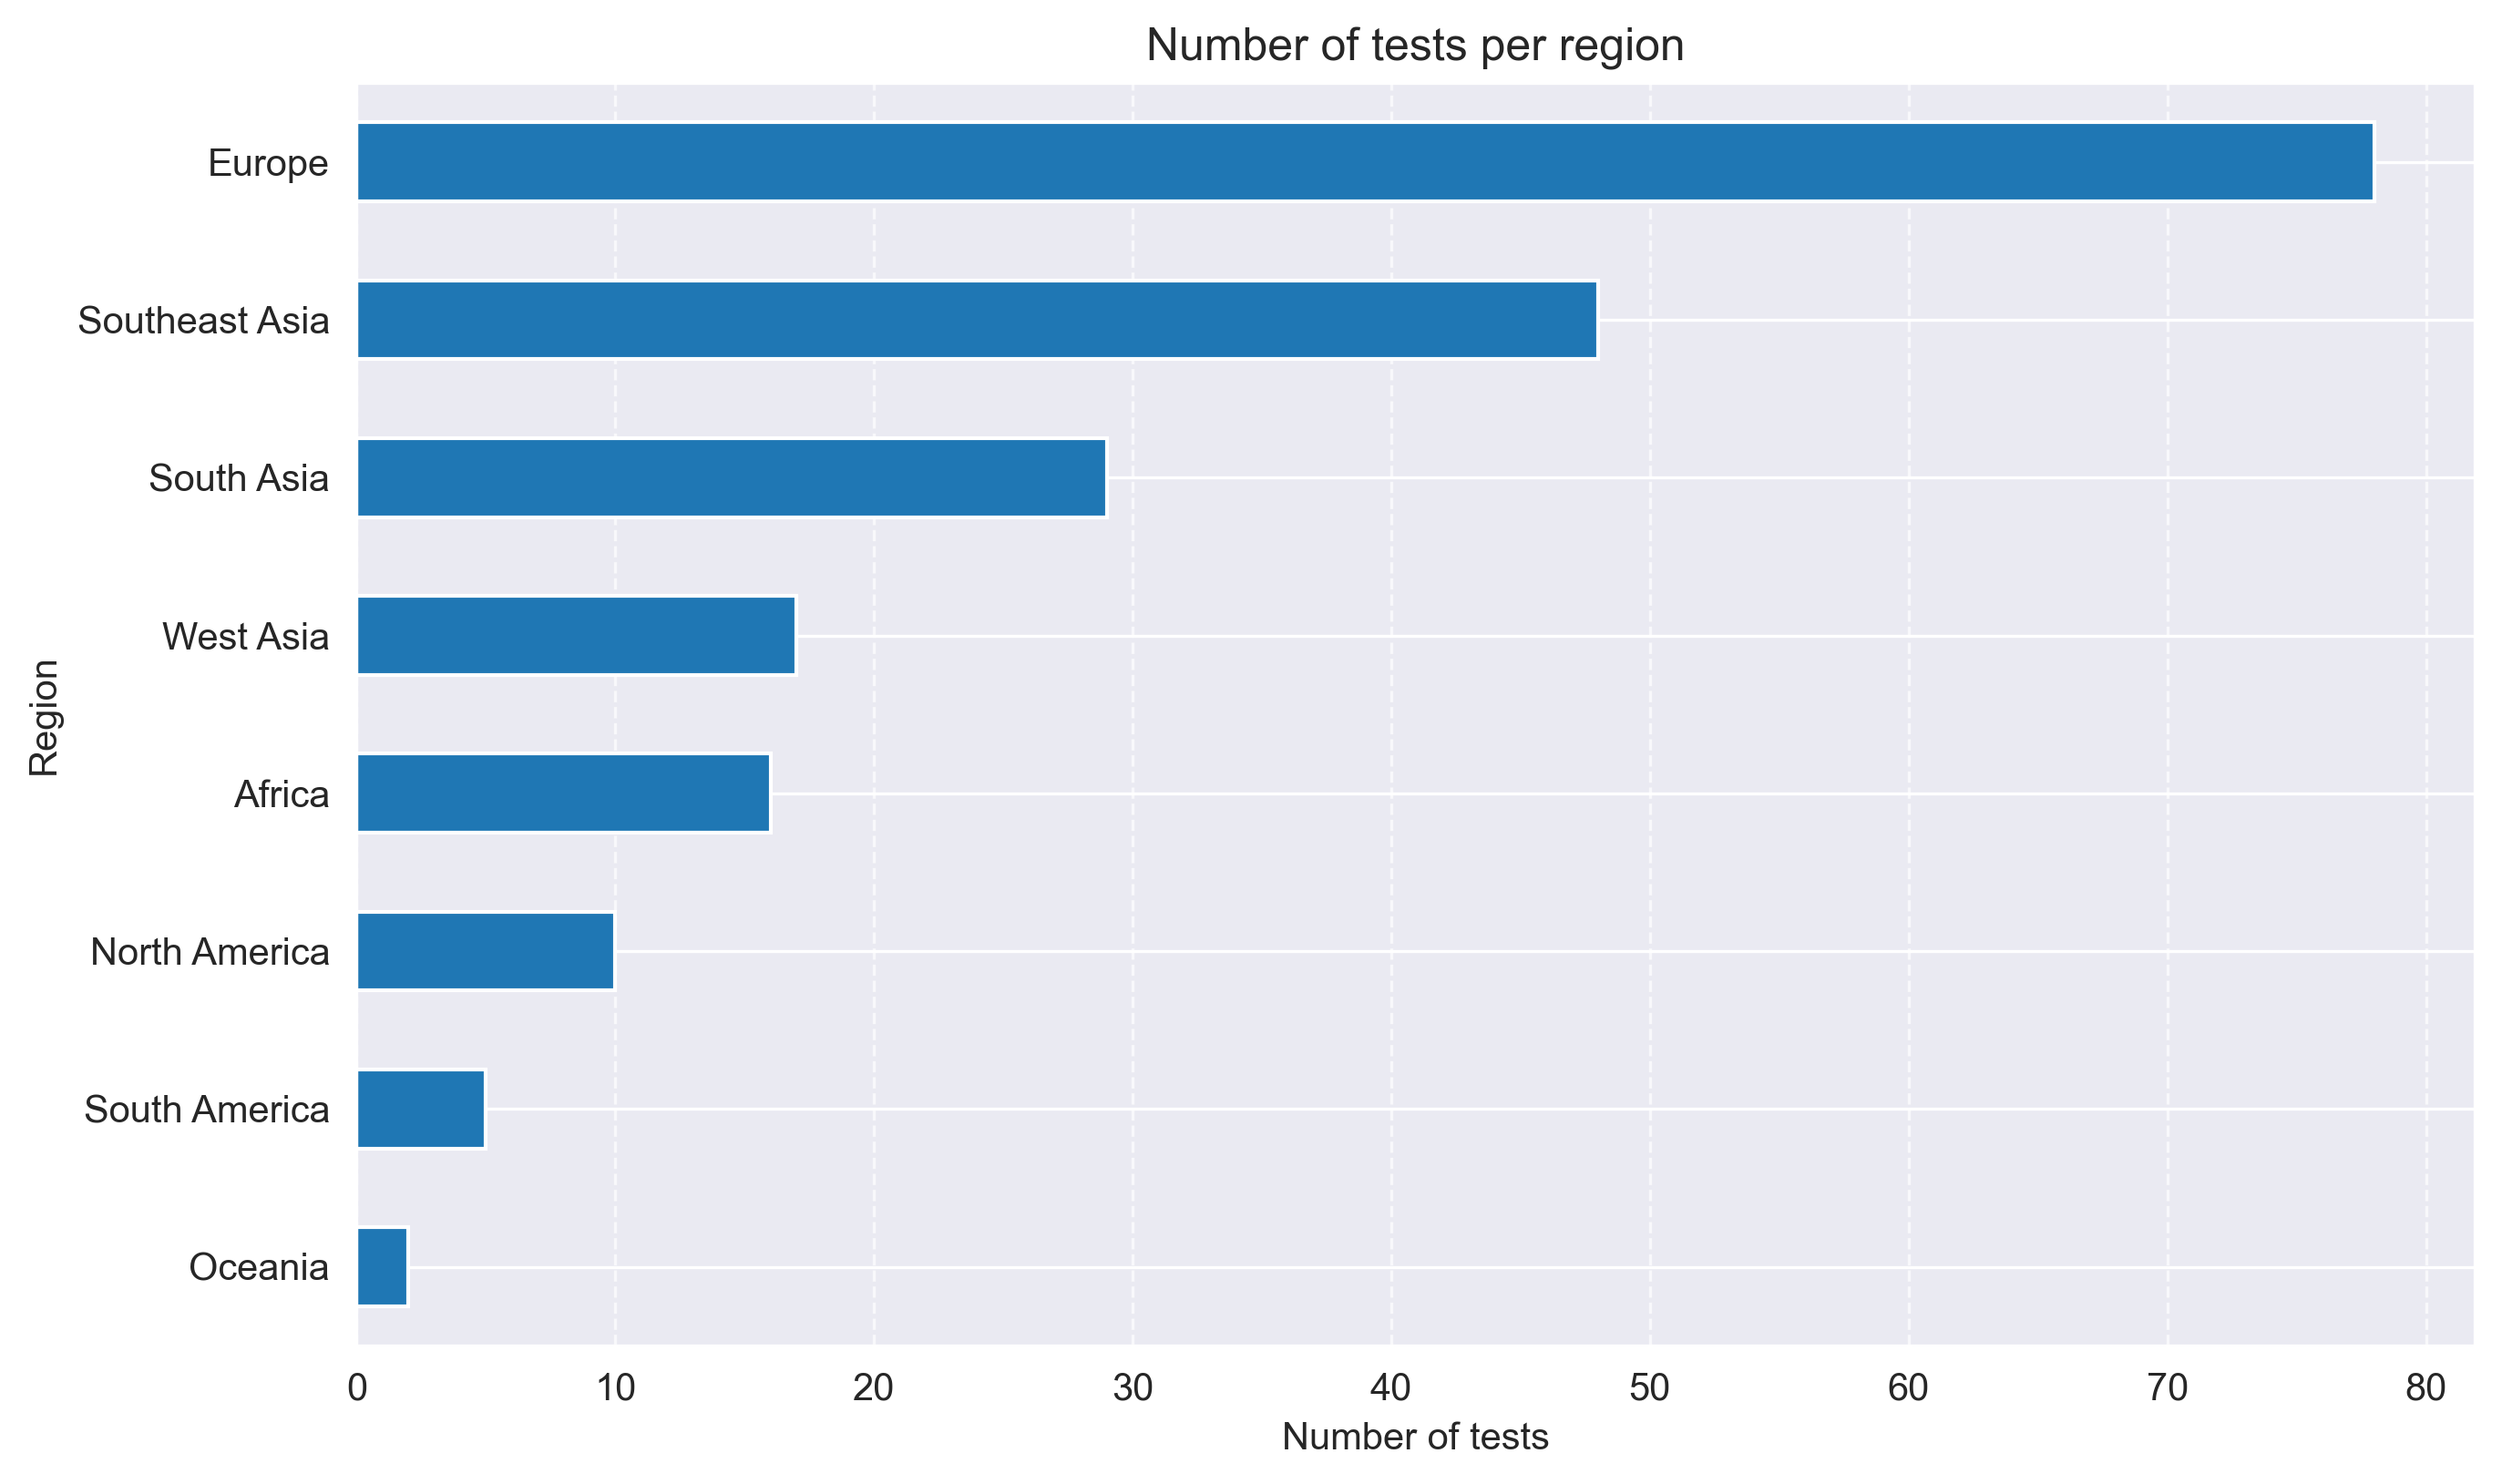 Number of tests per region
Europe
Southeast Asia
South Asia
West Asia
Africa
North America
South America
Oceania
Region
0 10 20 30 40 50 60 70 80
Number of tests